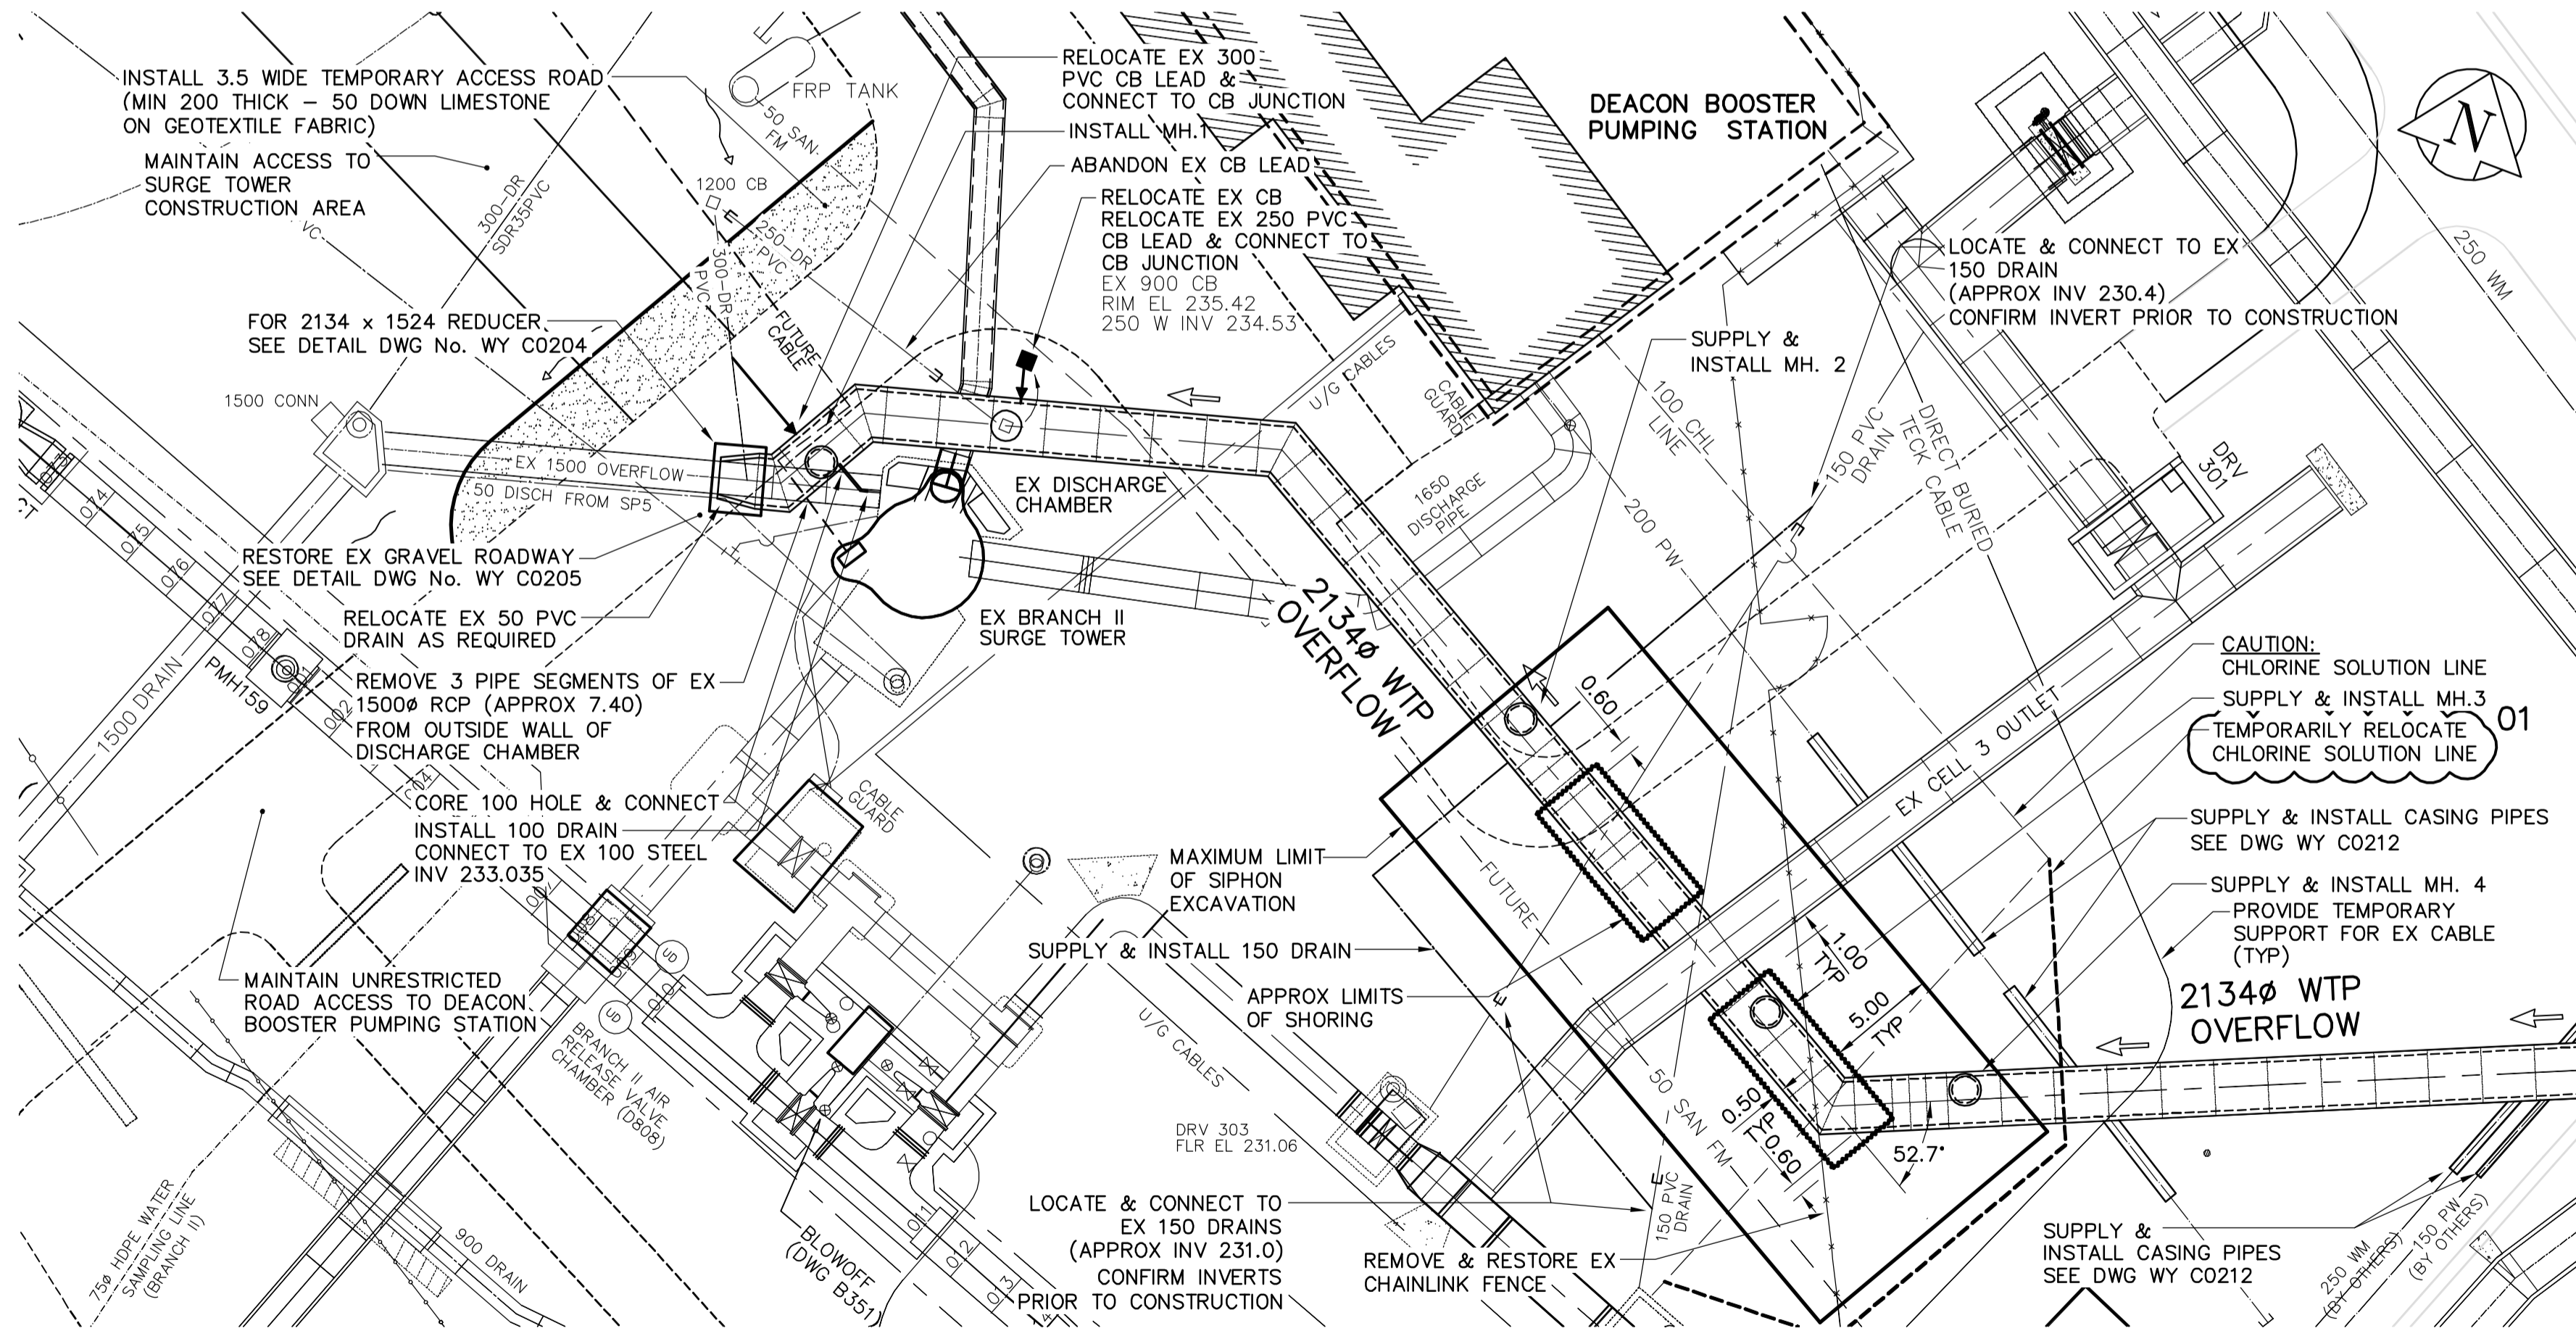 INSTALL 3.5 WIDE TEMPORARY ACCESS ROAD
(MIN 200 THICK – 50 DOWN LIMESTONE
ON GEOTEXTILE FABRIC)
MAINTAIN ACCESS TO
SURGE TOWER
CONSTRUCTION AREA
VC
300-DR
SDR35PVC
FRP TANK
50 SAN
FM
1200 CB
250-DR
PVC
300-DR
PVC
FUTURE
CABLE
FOR 2134 x 1524 REDUCER
SEE DETAIL DWG No. WY C0204
1500 CONN
EX 1500 OVERFLOW
50 DISCH FROM SP5
RELOCATE EX 300
PVC CB LEAD &
CONNECT TO CB JUNCTION
INSTALL MH.1
ABANDON EX CB LEAD
RELOCATE EX CB
RELOCATE EX 250 PVC
CB LEAD & CONNECT TO
CB JUNCTION
EX 900 CB
RIM EL 235.42
250 W INV 234.53
DEACON BOOSTER
PUMPING STATION
N
250 WM
LOCATE & CONNECT TO EX
150 DRAIN
(APPROX INV 230.4)
CONFIRM INVERT PRIOR TO CONSTRUCTION
SUPPLY &
INSTALL MH. 2
U/G CABLES
CABLE
GUARD
100 CHL
LINE
150 PVC
DRAIN
DIRECT BURIED
TECK CABLE
DRV
301
1650
DISCHARGE
PIPE
200 PW
EX DISCHARGE
CHAMBER
EX BRANCH II
SURGE TOWER
2134ø WTP
OVERFLOW
RESTORE EX GRAVEL ROADWAY
SEE DETAIL DWG No. WY C0205
RELOCATE EX 50 PVC
DRAIN AS REQUIRED
REMOVE 3 PIPE SEGMENTS OF EX
1500ø RCP (APPROX 7.40)
FROM OUTSIDE WALL OF
DISCHARGE CHAMBER
CORE 100 HOLE & CONNECT
INSTALL 100 DRAIN
CONNECT TO EX 100 STEEL
INV 233.035
074
075
076
077
078
002
PMH159
1500 DRAIN
CABLE
GUARD
0.60
EX CELL 3 OUTLET
CAUTION:
CHLORINE SOLUTION LINE
SUPPLY & INSTALL MH.3
TEMPORARILY RELOCATE
CHLORINE SOLUTION LINE
01
SUPPLY & INSTALL CASING PIPES
SEE DWG WY C0212
SUPPLY & INSTALL MH. 4
PROVIDE TEMPORARY
SUPPORT FOR EX CABLE
(TYP)
2134ø WTP
OVERFLOW
MAXIMUM LIMIT
OF SIPHON
EXCAVATION
FUTURE
SUPPLY & INSTALL 150 DRAIN
APPROX LIMITS
OF SHORING
1.00
TYP
5.00
TYP
0.50
TYP
0.60
52.7°
50 SAN FM
MAINTAIN UNRESTRICTED
ROAD ACCESS TO DEACON
BOOSTER PUMPING STATION
UD
UD
010
BRANCH II AIR
RELEASE VALVE
CHAMBER (D808)
U/G CABLES
DRV 303
FLR EL 231.06
LOCATE & CONNECT TO
EX 150 DRAINS
(APPROX INV 231.0)
CONFIRM INVERTS
PRIOR TO CONSTRUCTION
E
150 PVC
DRAIN
REMOVE & RESTORE EX
CHAINLINK FENCE
BLOWOFF
(DWG B351)
011
012
013
75ø HDPE WATER
SAMPLING LINE
(BRANCH II)
900 DRAIN
SUPPLY &
INSTALL CASING PIPES
SEE DWG WY C0212
250 WM
(BY OTHERS)
150 PW
(BY OTHERS)